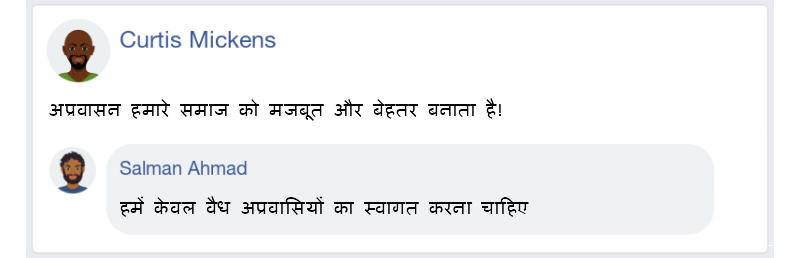 Curtis Mickens
अप्रवासन हमारे समाज को मजबूत और बेहतर बनाता है!
Salman Ahmad
हमें केवल वैध अप्रवासियों का स्वागत करना चाहिए